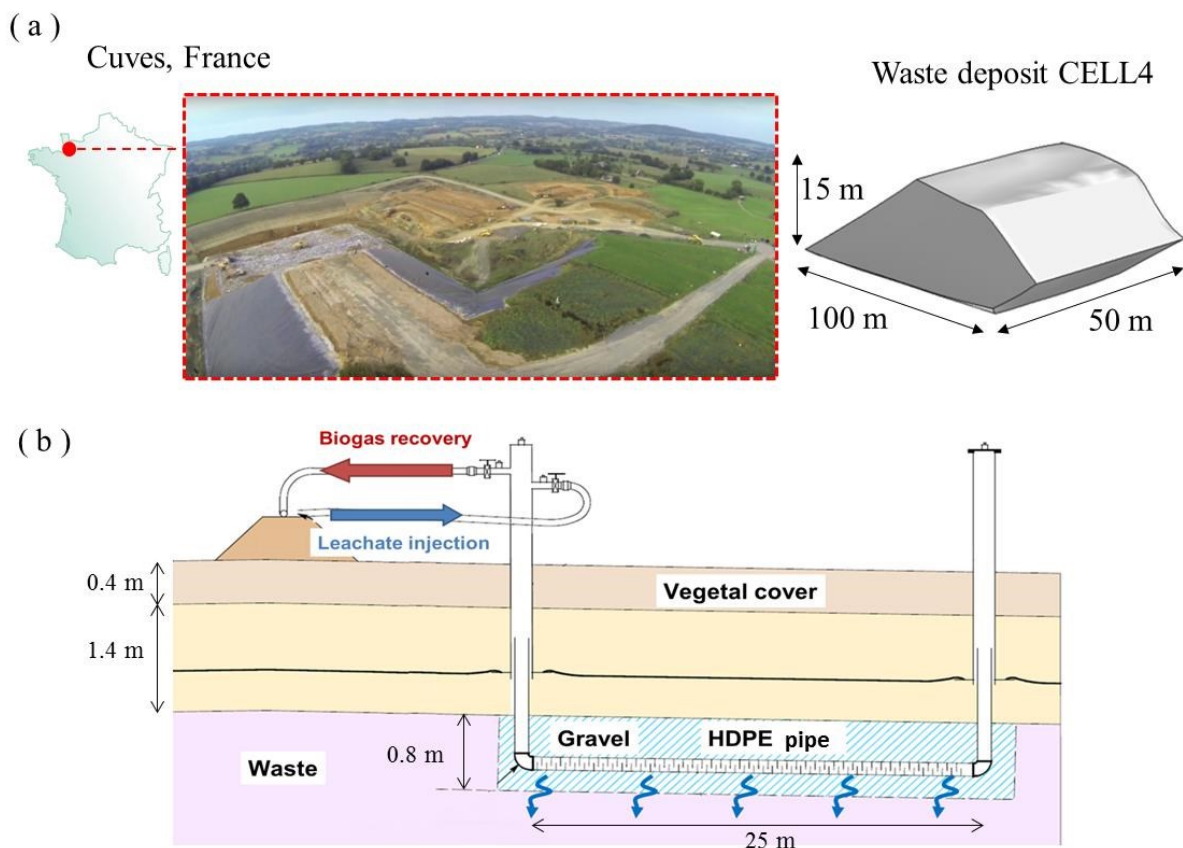 ( a )
Cuves, France
Waste deposit CELL4
15 m
100 m
50 m
( b )
Biogas recovery
Leachate injection
0.4 m
Vegetal cover
1.4 m
Gravel
HDPE pipe
0.8 m
Waste
25 m